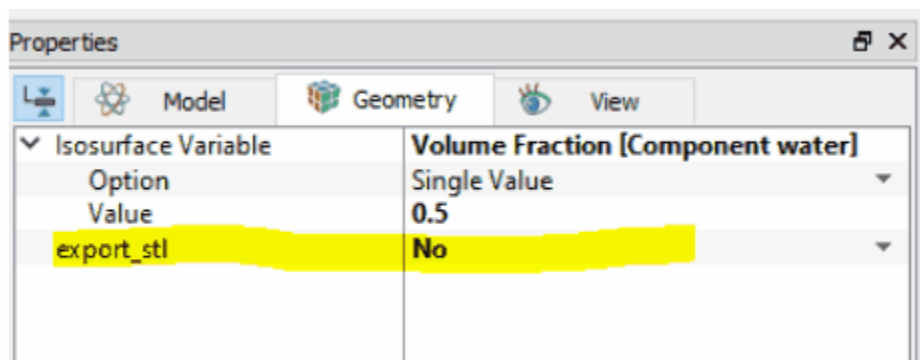 Properties
Model Geometry View
Isosurface Variable Volume Fraction [Component water]
Option Single Value
Value 0.5
export_stl No